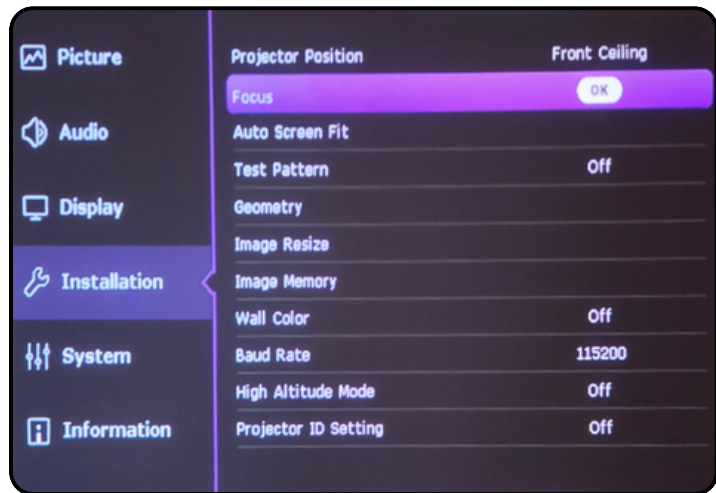 Picture
Audio
Display
Installation
System
Information
Projector Position Front Ceiling
Focus OK
Auto Screen Fit
Test Pattern Off
Geometry
Image Resize
Image Memory
Wall Color Off
Baud Rate 115200
High Altitude Mode Off
Projector ID Setting Off